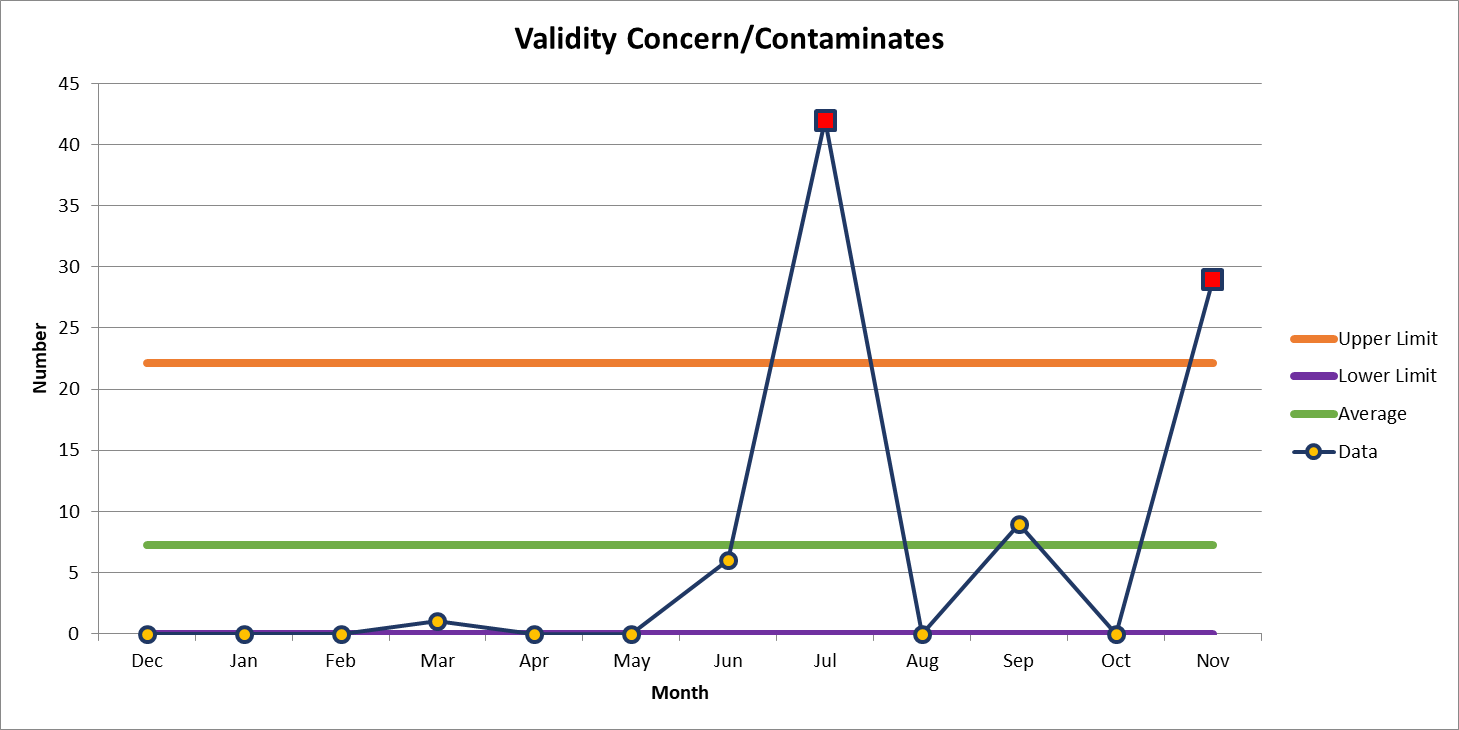 Validity Concern/Contaminates
45
40
35
30
25
20
15
10
5
0
Number
Dec Jan Feb Mar Apr May Jun Jul Aug Sep Oct Nov
Month
Upper Limit
Lower Limit
Average
Data